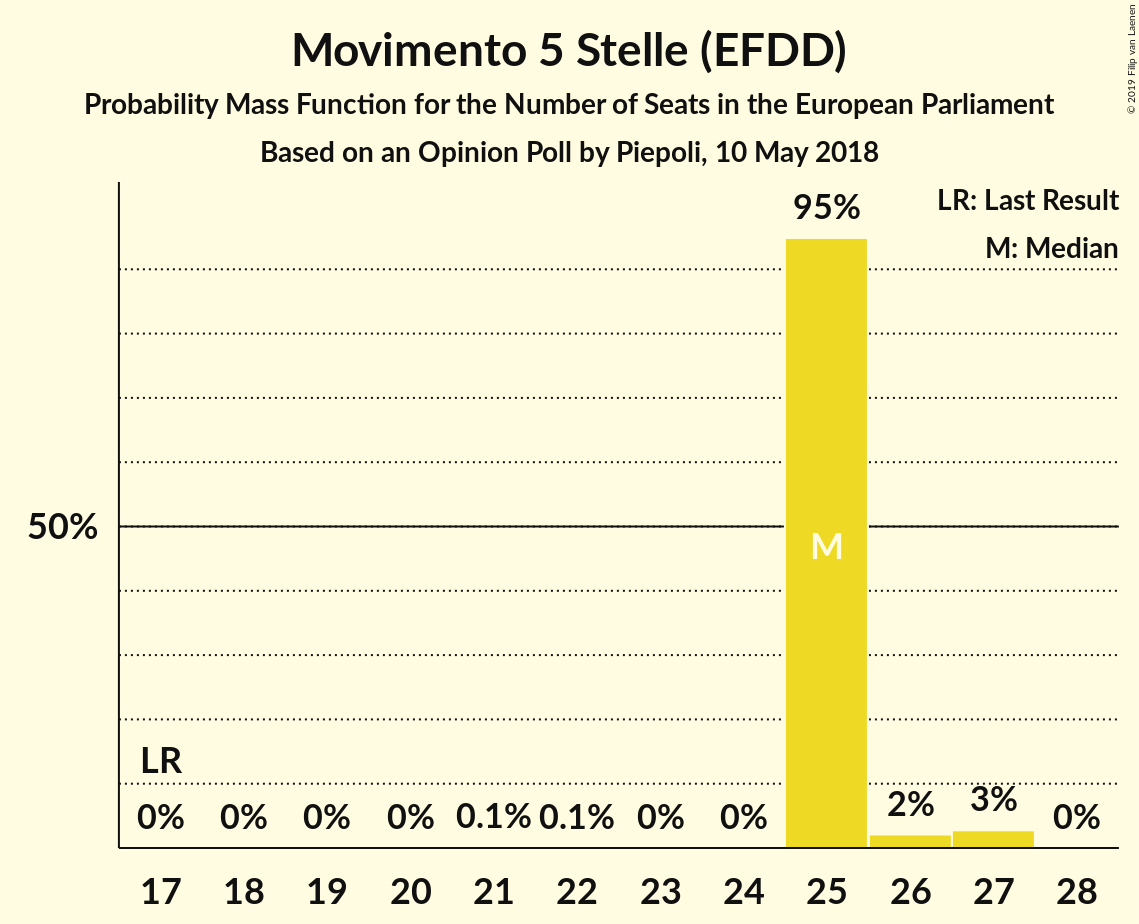 Movimento 5 Stelle (EFDD)
Probability Mass Function for the Number of Seats in the European Parliament
Based on an Opinion Poll by Piepoli, 10 May 2018
© 2019 Filip van Laenen
LR: Last Result
M: Median
95%
50%
M
LR
0% 0% 0% 0% 0.1% 0.1% 0% 0% 2% 3% 0%
17 18 19 20 21 22 23 24 25 26 27 28